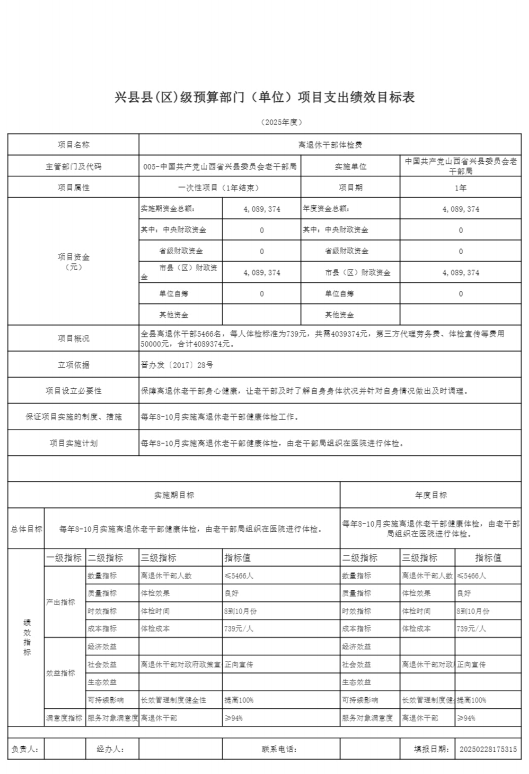 兴县县(区)级预算部门（单位）项目支出绩效目标表
（2025年度）
项目名称 离退休干部体检费
主管部门及代码 003-中国共产党山西省兴县委员会老干部局 实施单位 中国共产党山西省兴县委员会老干部局
项目属性 一次性项目（1年结束） 项目期 1年
项目资金（元） 实施期资金总额： 4,089,374 年度资金总额： 4,089,374
其中：中央财政资金 0 其中：中央财政资金 0
省级财政资金 0 省级财政资金 0
市县（区）财政资金 4,089,374 市县（区）财政资金 4,089,374
单位自筹 0 单位自筹 0
其他资金 其他资金
项目概况 全县离退休干部5466名，每人体检标准为739元，共需4039374元，第三方代理劳务费、体检宣传等费用50000元，合计4089374元。
立项依据 晋办发〔2017〕28号
项目设立必要性 保障离退休老干部身心健康，让老干部及时了解自身身体状况并针对自身情况做出及时调理。
保证项目实施的制度、措施 每年8-10月实施离退休老干部健康体检工作。
项目实施计划 每年8-10月实施离退休老干部健康体检，由老干部局组织在医院进行体检。
实施期目标 年度目标
总体目标 每年8-10月实施离退休老干部健康体检，由老干部局组织在医院进行体检。 每年8-10月实施离退休老干部健康体检，由老干部局组织在医院进行体检。
绩效指标 一级指标 二级指标 三级指标 指标值 二级指标 三级指标 指标值
产出指标 数量指标 离退休干部人数 ≤5466人 数量指标 离退休干部人数 ≤5466人
质量指标 体检效果 良好 质量指标 体检效果 良好
时效指标 体检时间 8到10月份 时效指标 体检时间 8到10月份
成本指标 体检成本 739元/人 成本指标 体检成本 739元/人
效益指标 经济效益 经济效益
社会效益 离退休干部对政府政策宣 正向宣传 社会效益 离退休干部对政 正向宣传
生态效益 生态效益
可持续影响 长效管理制度健全性 提高100% 可持续影响 长效管理制度健 提高100%
满意度指标 服务对象满意度 离退休干部 ≥94% 服务对象满意度 离退休干部 ≥94%
负责人： 经办人： 联系电话： 填报日期： 20250228175315